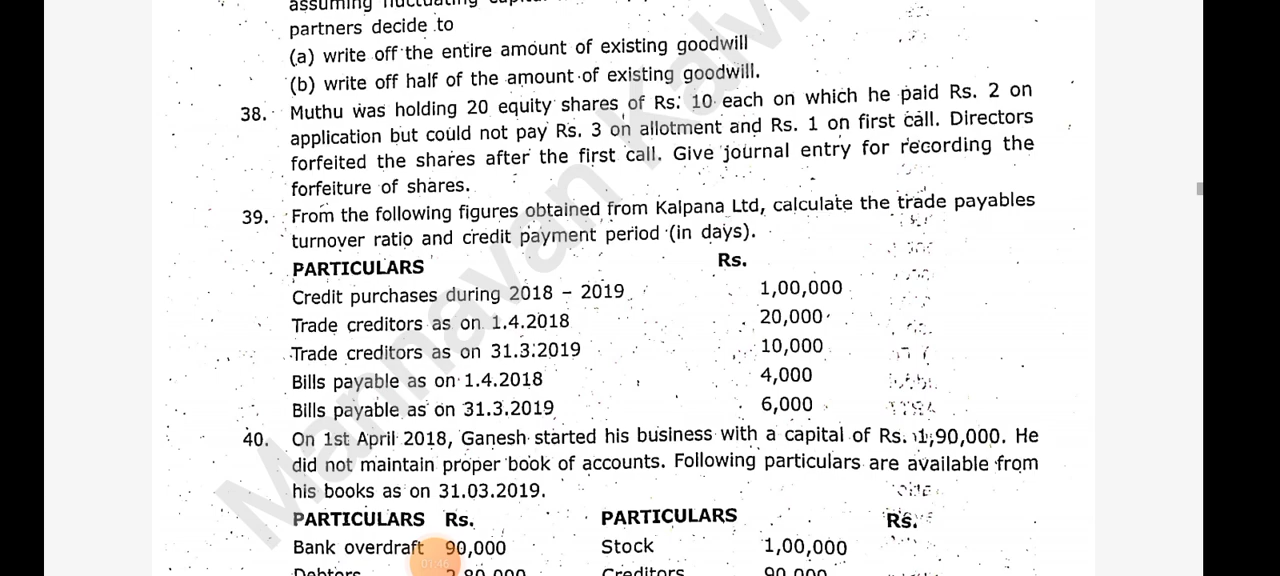 partners decide to
(a) write off the entire amount of existing goodwill
(b) write off half of the amount of existing goodwill.
38. Muthu was holding 20 equity shares of Rs. 10 each on which he paid Rs. 2 on
application but could not pay Rs. 3 on allotment and Rs. 1 on first call. Directors
forfeited the shares after the first call. Give journal entry for recording the
forfeiture of shares.
39. From the following figures obtained from Kalpana Ltd, calculate the trade payables
turnover ratio and credit payment period (in days).
PARTICULARS Rs.
Credit purchases during 2018 – 2019 1,00,000
Trade creditors as on 1.4.2018 20,000
Trade creditors as on 31.3.2019 10,000
Bills payable as on 1.4.2018 4,000
Bills payable as on 31.3.2019 6,000
40. On 1st April 2018, Ganesh started his business with a capital of Rs. 1,90,000. He
did not maintain proper book of accounts. Following particulars are available from
his books as on 31.03.2019.
PARTICULARS Rs. PARTICULARS Rs.
Bank overdraft 90,000 Stock 1,00,000
Debtors Creditors 90,000
Mannavan Kalvi
01:46